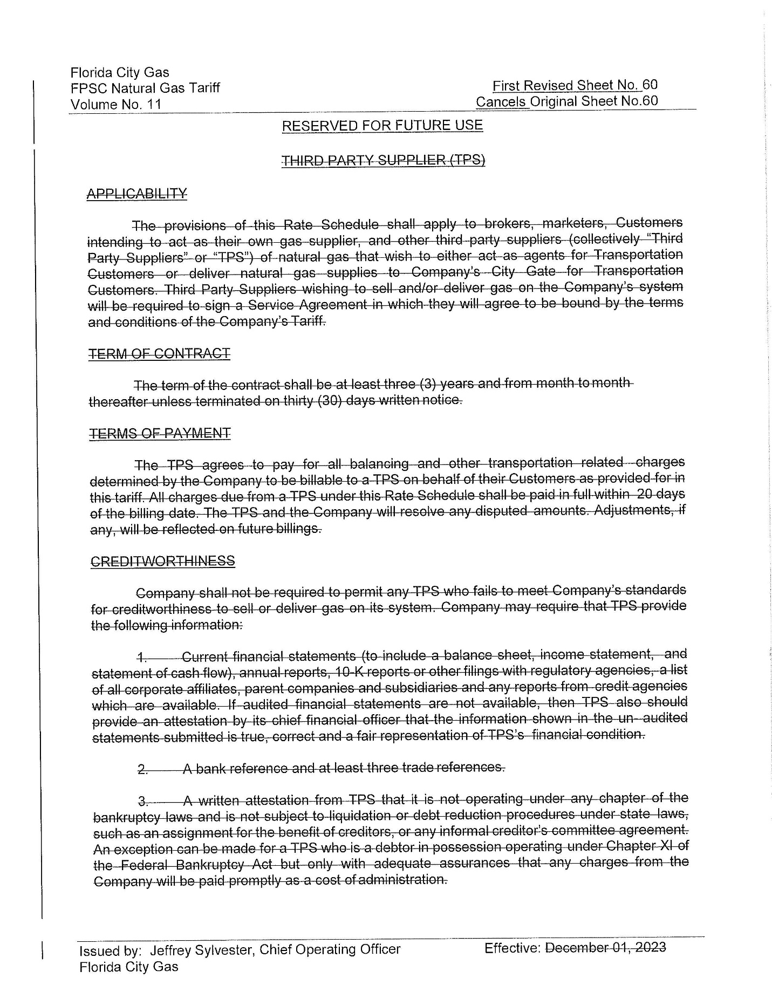 Florida City Gas
FPSC Natural Gas Tariff
First Revised Sheet No. 60
Volume No. 11
Cancels Original Sheet No.60
RESERVED FOR FUTURE USE
THIRD PARTY SUPPLIER (TPS)
APPLICABILITY
The provisions of this Rate Schedule shall apply to brokers, marketers, Customers
intending to act as their own gas supplier, and other third party suppliers (collectively “Third
Party Suppliers” or “TPS”) of natural gas that wish to either act as agents for Transportation
Customers or deliver natural gas supplies to Company’s City Gate for Transportation
Customers. Third Party Suppliers wishing to sell and/or deliver gas on the Company’s system
will be required to sign a Service Agreement in which they will agree to be bound by the terms
and conditions of the Company’s Tariff.
TERM OF CONTRACT
The term of the contract shall be at least three (3) years and from month to month
thereafter unless terminated on thirty (30) days written notice.
TERMS OF PAYMENT
The TPS agrees to pay for all balancing and other transportation related charges
determined by the Company to be billable to a TPS on behalf of their Customers as provided for in
this tariff. All charges due from a TPS under this Rate Schedule shall be paid in full within 20 days
of the billing date. The TPS and the Company will resolve any disputed amounts. Adjustments, if
any, will be reflected on future billings.
CREDITWORTHINESS
Company shall not be required to permit any TPS who fails to meet Company’s standards
for creditworthiness to sell or deliver gas on its system. Company may require that TPS provide
the following information:
1. Current financial statements (to include a balance sheet, income statement, and
statement of cash flow), annual reports, 10-K reports or other filings with regulatory agencies, a list
of all corporate affiliates, parent companies and subsidiaries and any reports from credit agencies
which are available. If audited financial statements are not available, then TPS also should
provide an attestation by its chief financial officer that the information shown in the un- audited
statements submitted is true, correct and a fair representation of TPS’s financial condition.
2. A bank reference and at least three trade references.
3. A written attestation from TPS that it is not operating under any chapter of the
bankruptcy laws and is not subject to liquidation or debt reduction procedures under state laws,
such as an assignment for the benefit of creditors, or any informal creditor’s committee agreement.
An exception can be made for a TPS who is a debtor in possession operating under Chapter XI of
the Federal Bankruptcy Act but only with adequate assurances that any charges from the
Company will be paid promptly as a cost of administration.
Issued by: Jeffrey Sylvester, Chief Operating Officer
Effective: December 01, 2023
Florida City Gas